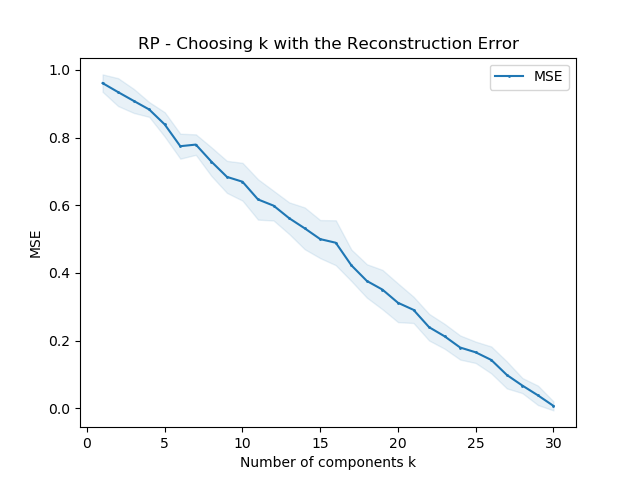 RP - Choosing k with the Reconstruction Error
MSE
1.0
0.8
0.6
0.4
0.2
0.0
MSE
0 5 10 15 20 25 30
Number of components k